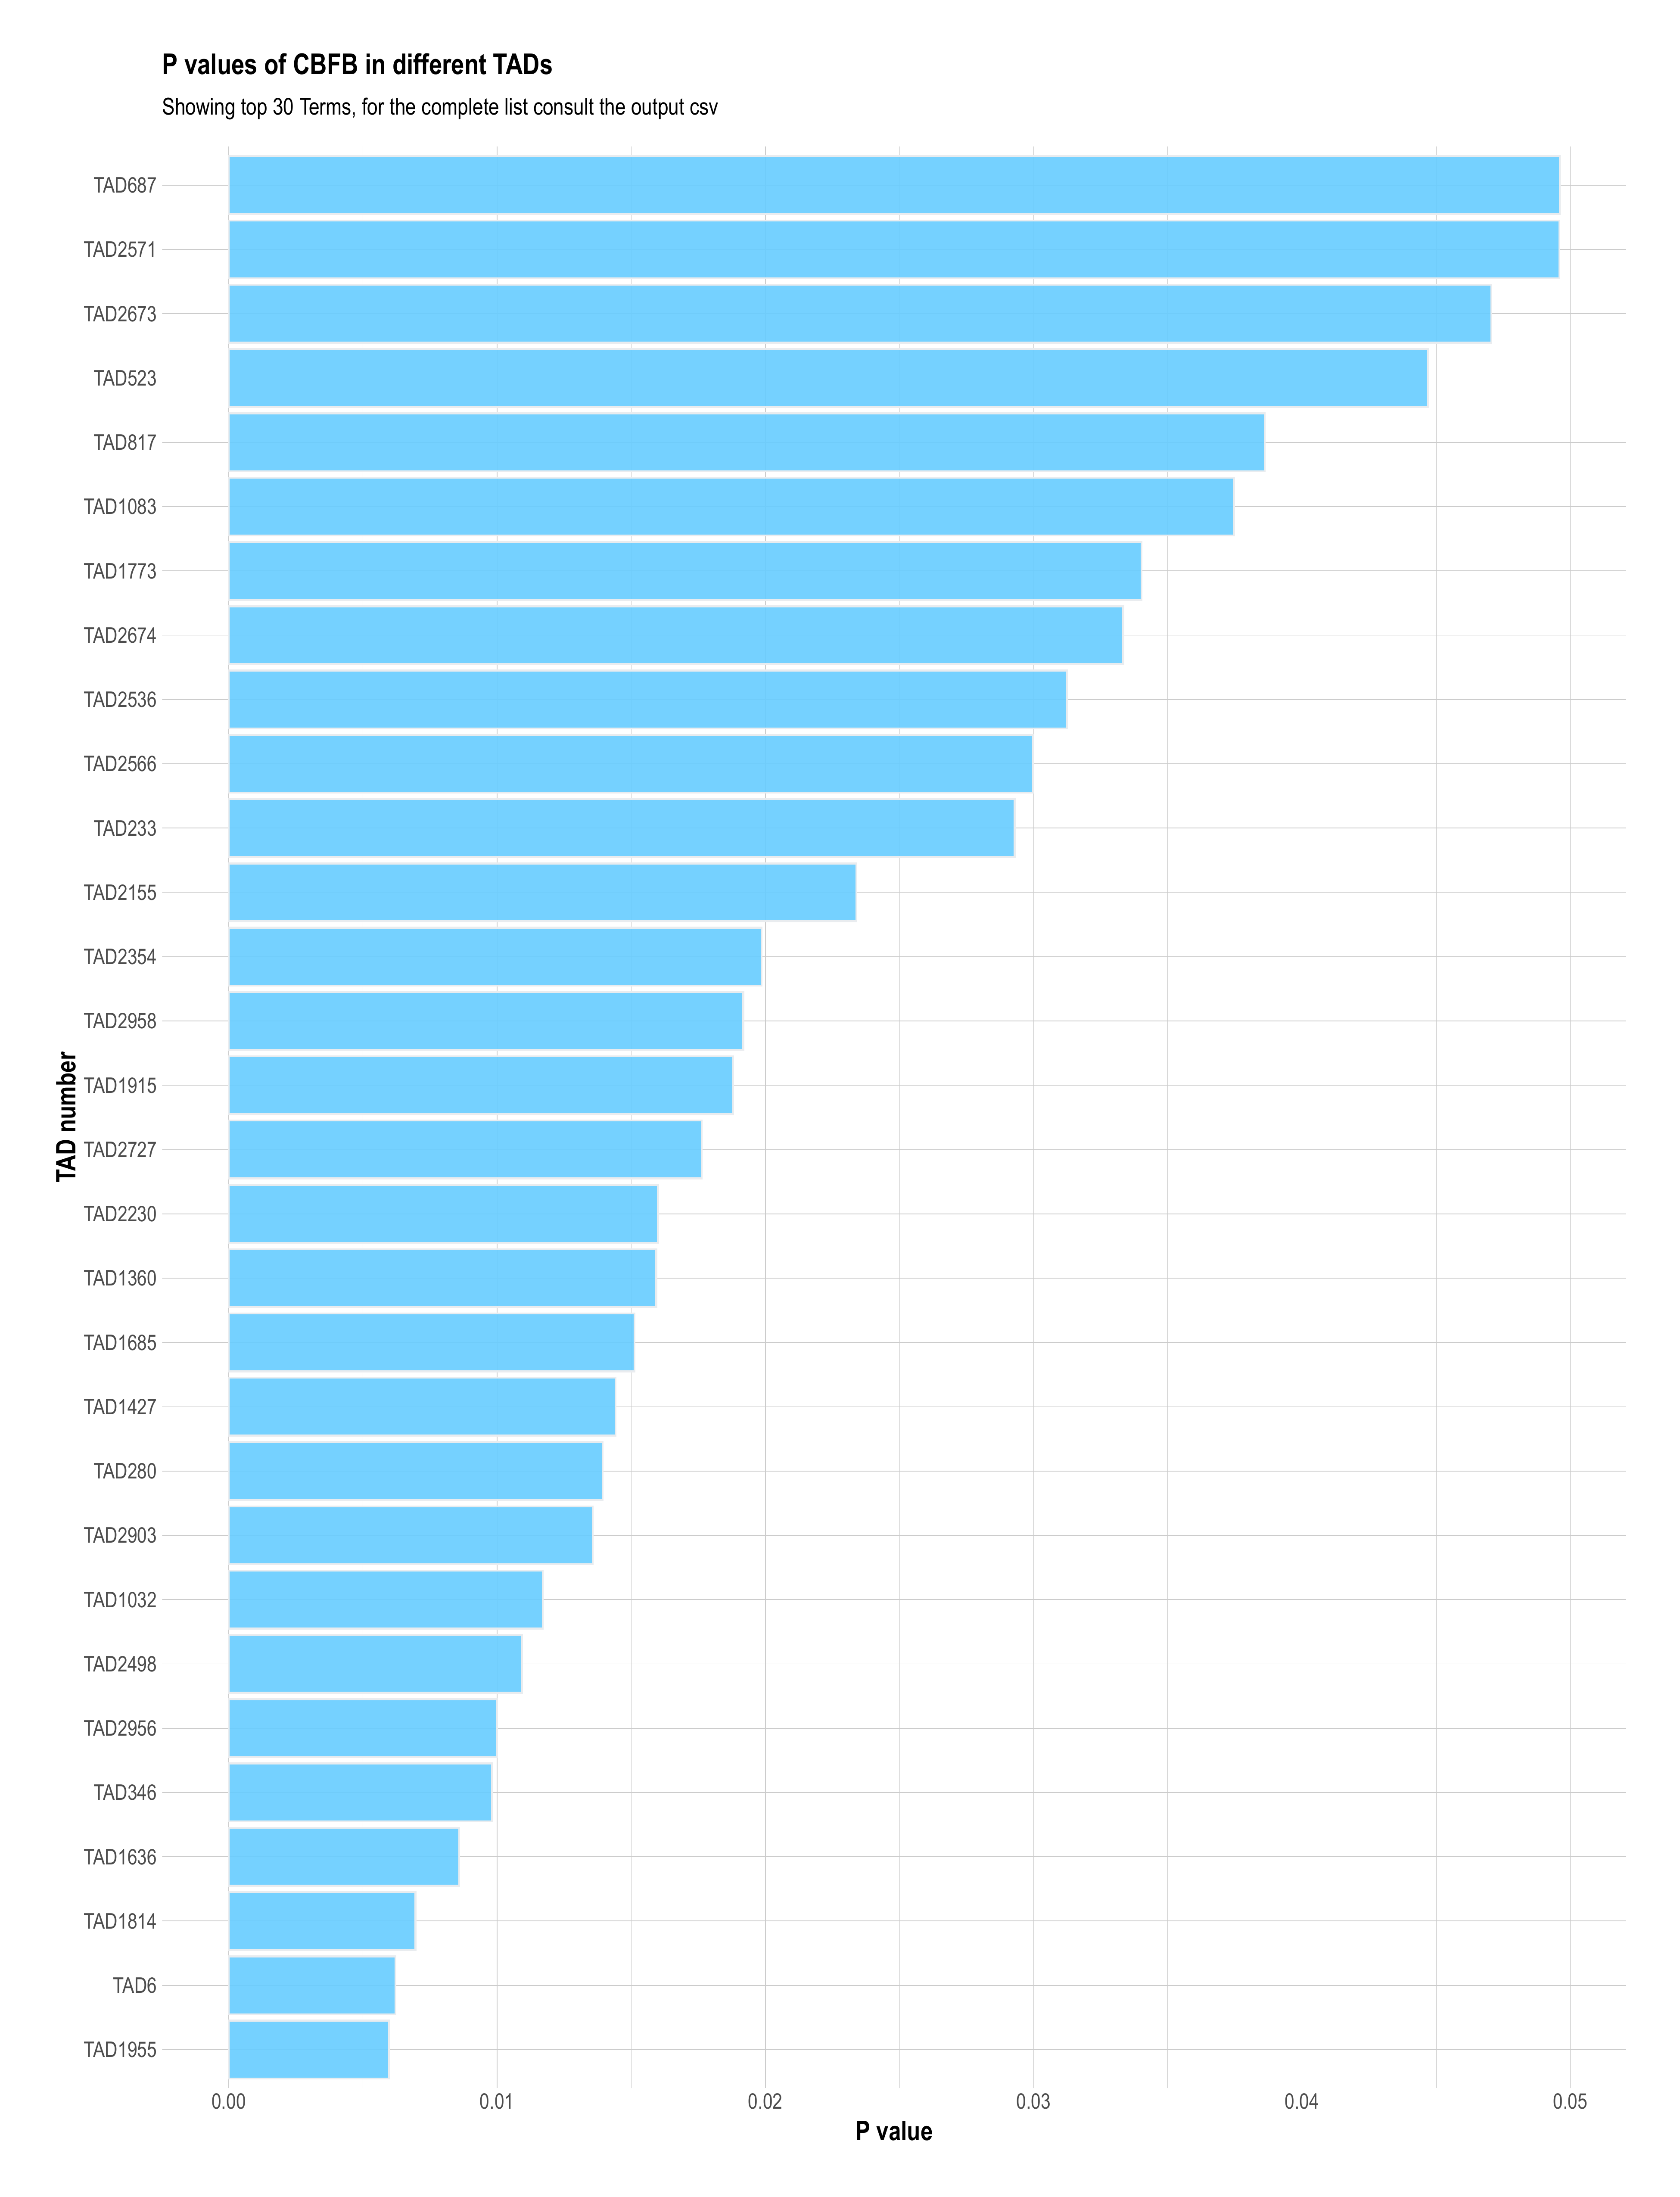 P values of CBFB in different TADs
Showing top 30 Terms, for the complete list consult the output csv
TAD687
TAD2571
TAD2673
TAD523
TAD817
TAD1083
TAD1773
TAD2674
TAD2536
TAD2566
TAD233
TAD2155
TAD2354
TAD2958
TAD1915
TAD2727
TAD2230
TAD1360
TAD1685
TAD1427
TAD280
TAD2903
TAD1032
TAD2498
TAD2956
TAD346
TAD1636
TAD1814
TAD6
TAD1955
TAD number
0.00 0.01 0.02 0.03 0.04 0.05
P value